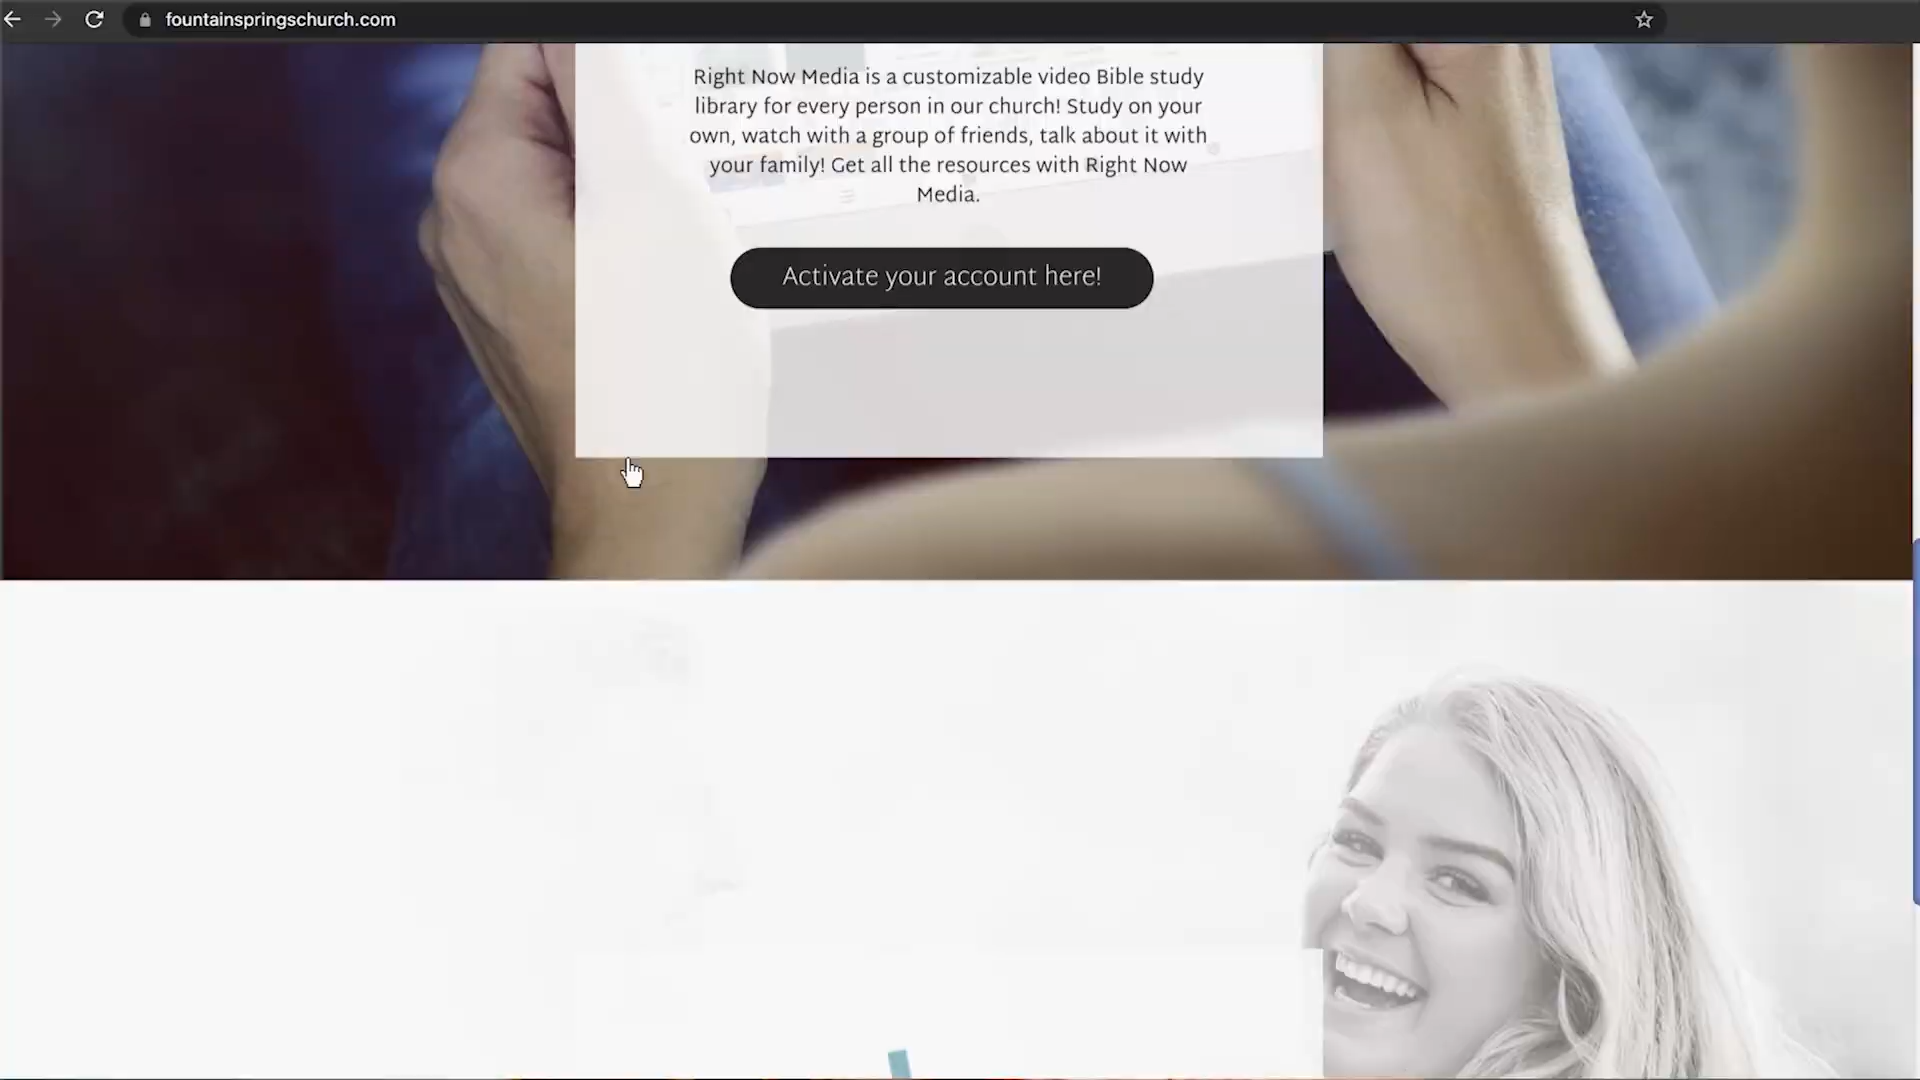 fountainspringschurch.com
Right Now Media is a customizable video Bible study
library for every person in our church! Study on your
own, watch with a group of friends, talk about it with
your family! Get all the resources with Right Now
Media.
Activate your account here!